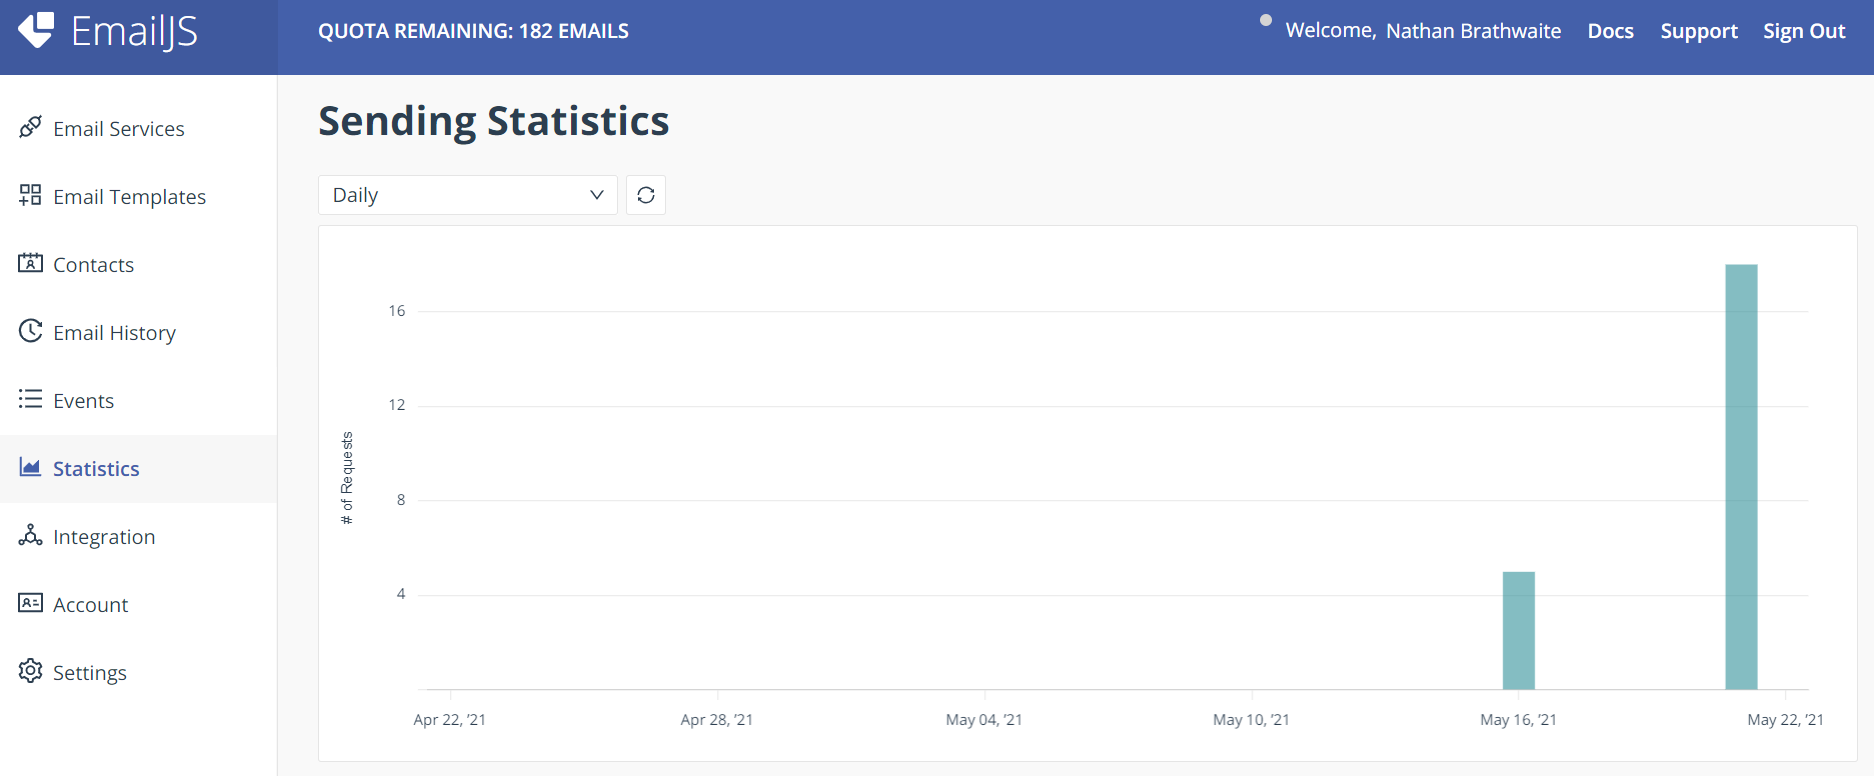 EmailJS
QUOTA REMAINING: 182 EMAILS
Welcome, Nathan Brathwaite
Docs
Support
Sign Out
Email Services
Email Templates
Contacts
Email History
Events
Statistics
Integration
Account
Settings
Sending Statistics
Daily
# of Requests
16
12
8
4
Apr 22, '21
Apr 28, '21
May 04, '21
May 10, '21
May 16, '21
May 22, '21